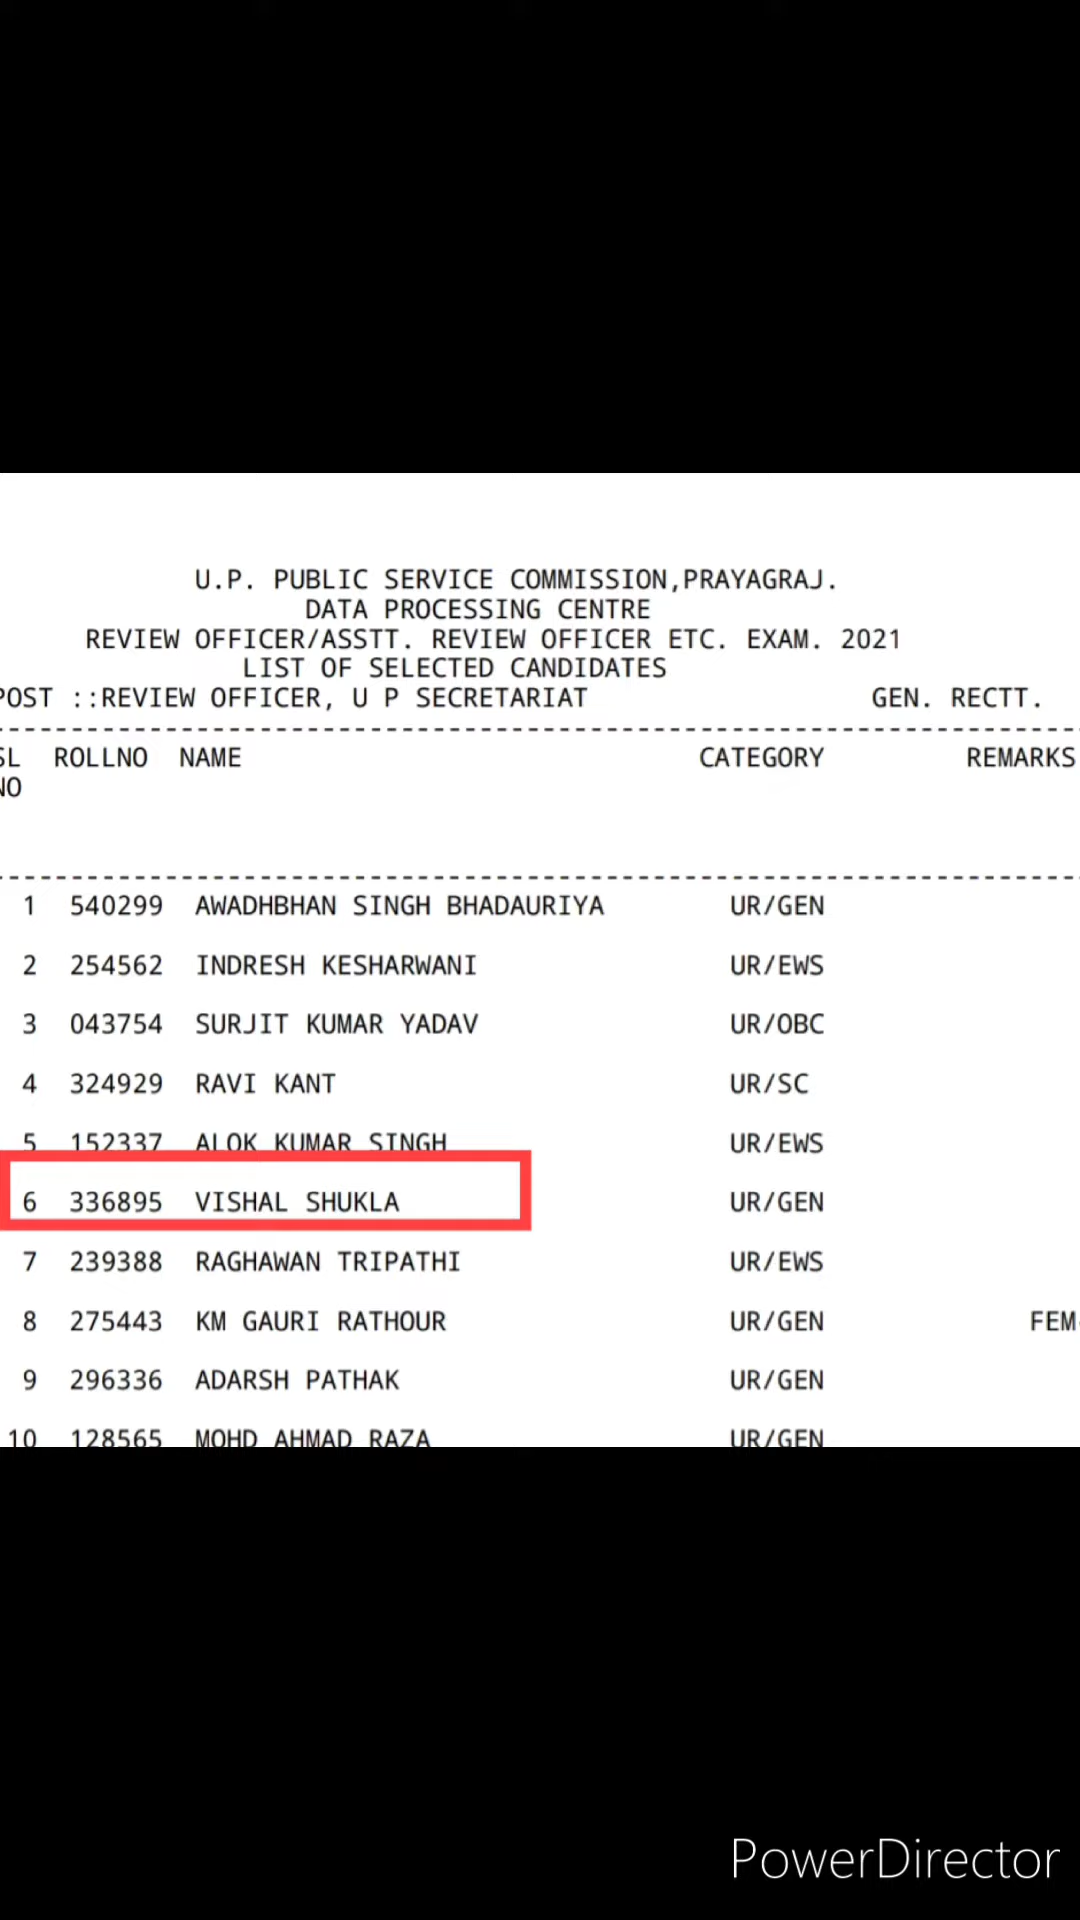 U.P. PUBLIC SERVICE COMMISSION,PRAYAGRAJ.
DATA PROCESSING CENTRE
REVIEW OFFICER/ASSTT. REVIEW OFFICER ETC. EXAM. 2021
LIST OF SELECTED CANDIDATES
POST ::REVIEW OFFICER, U P SECRETARIAT GEN. RECTT.
SL ROLLNO NAME CATEGORY REMARKS
NO
1 540299 AWADHBHAN SINGH BHADAURIYA UR/GEN
2 254562 INDRESH KESHARWANI UR/EWS
3 043754 SURJIT KUMAR YADAV UR/OBC
4 324929 RAVI KANT UR/SC
5 152337 ALOK KUMAR SINGH UR/EWS
6 336895 VISHAL SHUKLA UR/GEN
7 239388 RAGHAWAN TRIPATHI UR/EWS
8 275443 KM GAURI RATHOUR UR/GEN FEM
9 296336 ADARSH PATHAK UR/GEN
10 128565 MOHD AHMAD RAZA UR/GEN
PowerDirector